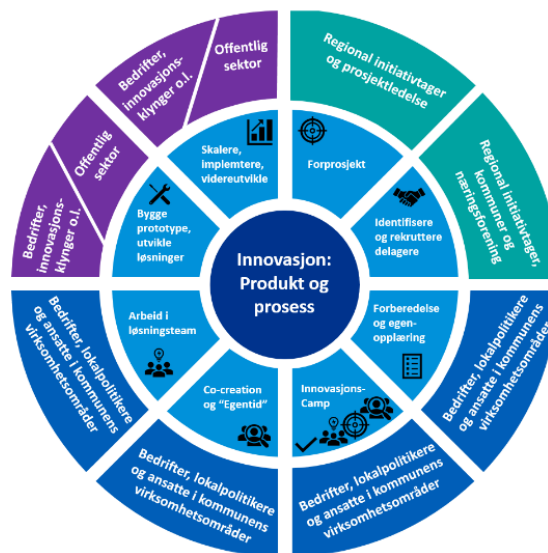 Innovasjon:
Produkt og
prosess
Forprosjekt
Identifisere
og rekruttere
delagere
Forberedelse
og egen-
opplæring
Innovasjons-
Camp
Co-creation
og "Egentid"
Arbeid i
løsningsteam
Bygge
prototype,
utvikle
løsninger
Skalere,
implemtere,
videreutvikle
Regional initiativtager
og prosjektledelse
Regional initiativtager,
kommuner og
næringsforening
Bedrifter, lokalpolitikere
og ansatte i kommunens
virksomhetsområder
Bedrifter, lokalpolitikere
og ansatte i kommunens
virksomhetsområder
Bedrifter, lokalpolitikere
og ansatte i kommunens
virksomhetsområder
Bedrifter, lokalpolitikere
og ansatte i kommunens
virksomhetsområder
Bedrifter,
innovasjons-
klynger o.l.
Offentlig
sektor
Bedrifter,
innovasjons-
klynger o.l.
Offentlig
sektor